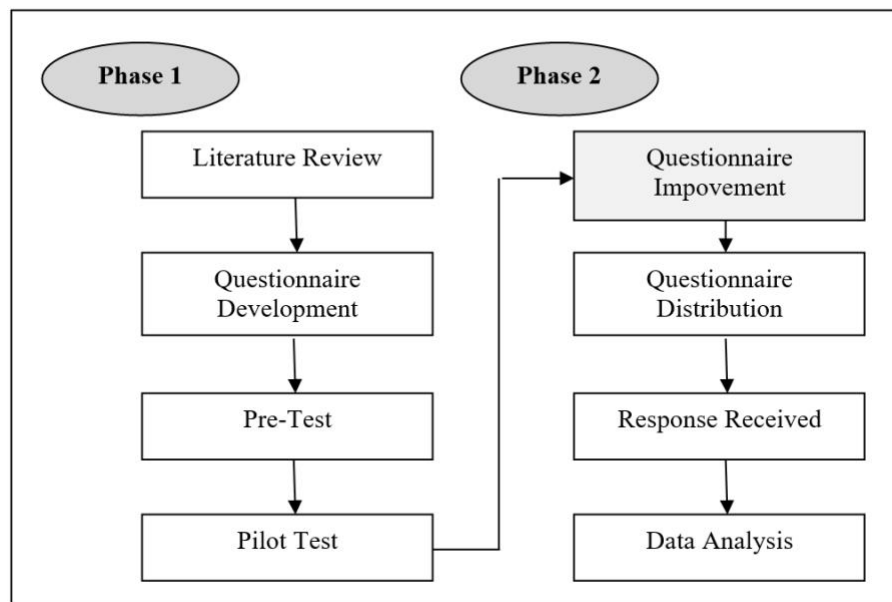 Phase 1
Literature Review
Questionnaire
Development
Pre-Test
Pilot Test
Phase 2
Questionnaire
Impovement
Questionnaire
Distribution
Response Received
Data Analysis